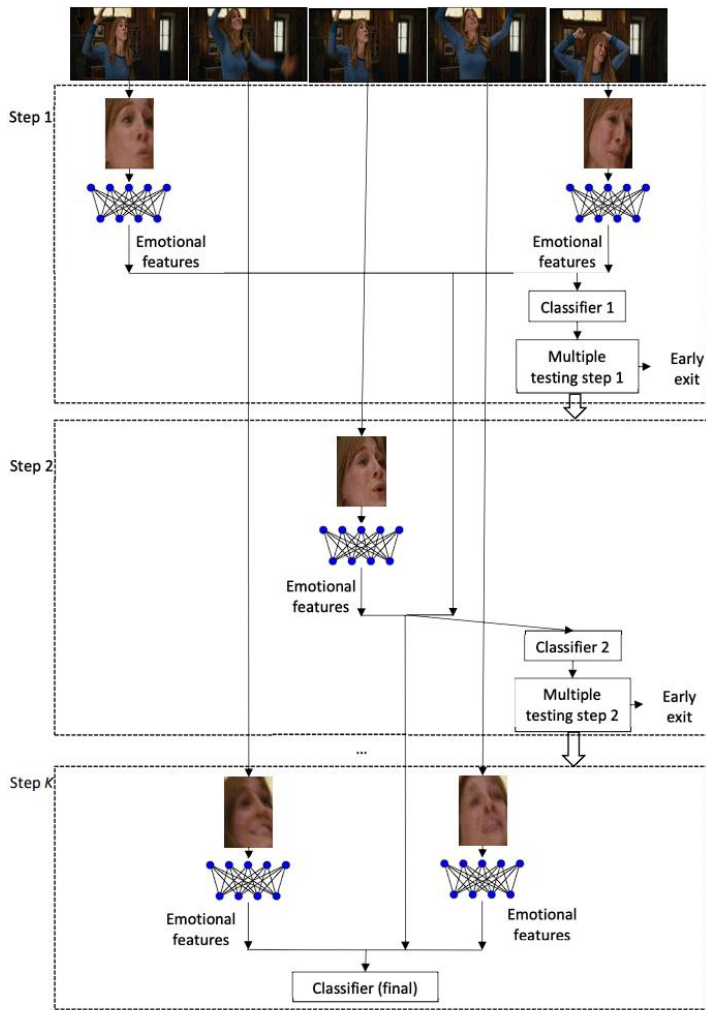 Step 1
Emotional
features
Emotional
features
Classifier 1
Multiple
testing step 1
Early
exit
Step 2
Emotional
features
Classifier 2
Multiple
testing step 2
Early
exit
...
Step K
Emotional
features
Emotional
features
Classifier (final)